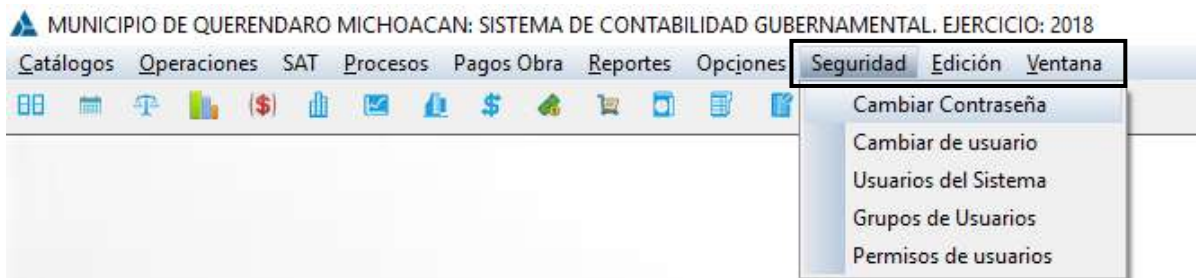 MUNICIPIO DE QUERENDARO MICHOACAN: SISTEMA DE CONTABILIDAD GUBERNAMENTAL. EJERCICIO: 2018
Catálogos Operaciones SAT Procesos Pagos Obra Reportes Opciones Seguridad Edición Ventana
Cambiar Contraseña
Cambiar de usuario
Usuarios del Sistema
Grupos de Usuarios
Permisos de usuarios